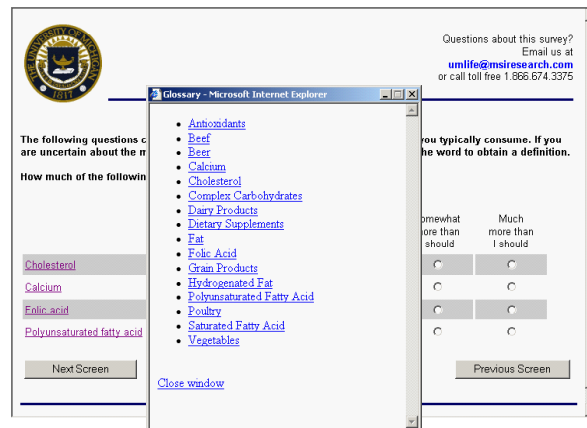 Questions about this survey?
Email us at
umlife@msiresearch.com
or call toll free 1.866.674.3375
THE UNIVERSITY OF MICHIGAN
1817
Glossary - Microsoft Internet Explorer
Antioxidants
Beef
Beer
Calcium
Cholesterol
Complex Carbohydrates
Dairy Products
Dietary Supplements
Fat
Folic Acid
Grain Products
Hydrogenated Fat
Polyunsaturated Fatty Acid
Poultry
Saturated Fatty Acid
Vegetables
Close window
The following questions c you typically consume. If you
are uncertain about the m he word to obtain a definition.
How much of the followin
omewhat Much
ore than more than
should I should
Cholesterol
Calcium
Folic acid
Polyunsaturated fatty acid
Next Screen Previous Screen